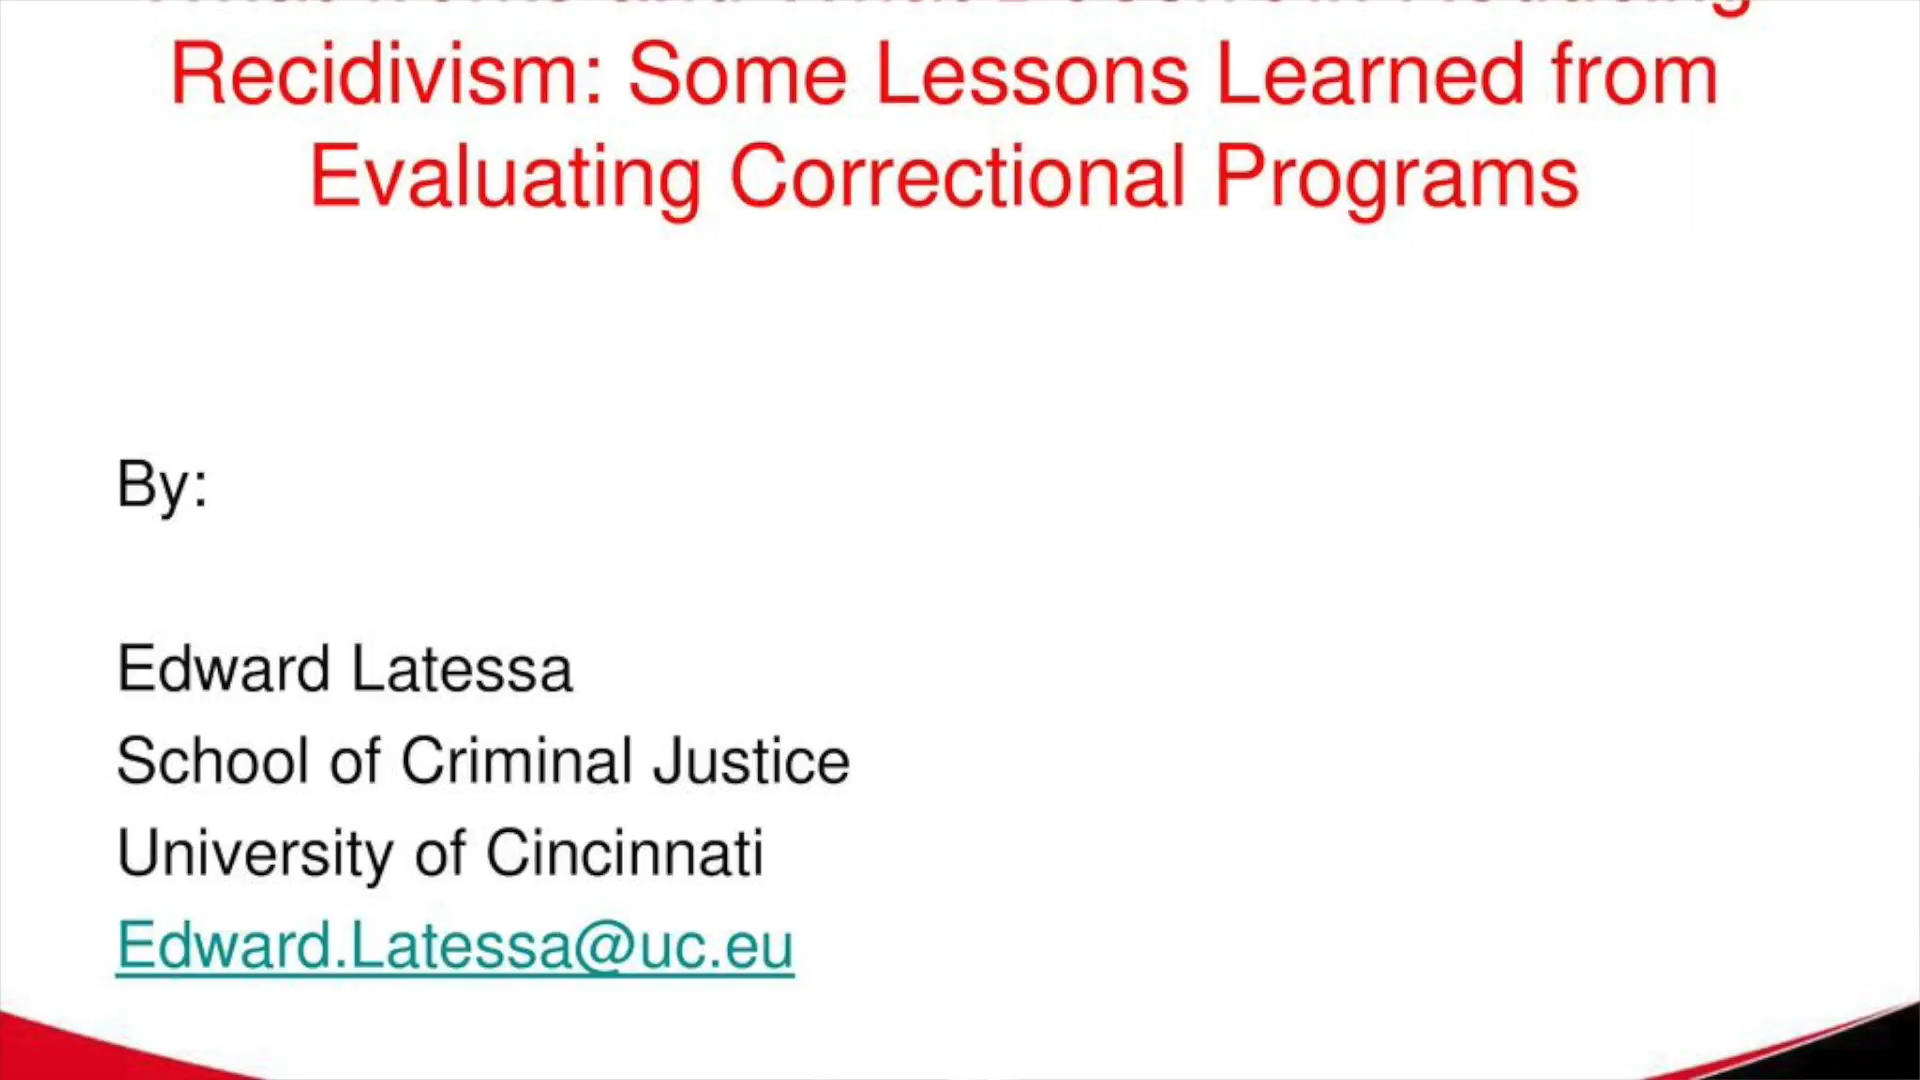 Recidivism: Some Lessons Learned from
Evaluating Correctional Programs
By:
Edward Latessa
School of Criminal Justice
University of Cincinnati
Edward.Latessa@uc.eu